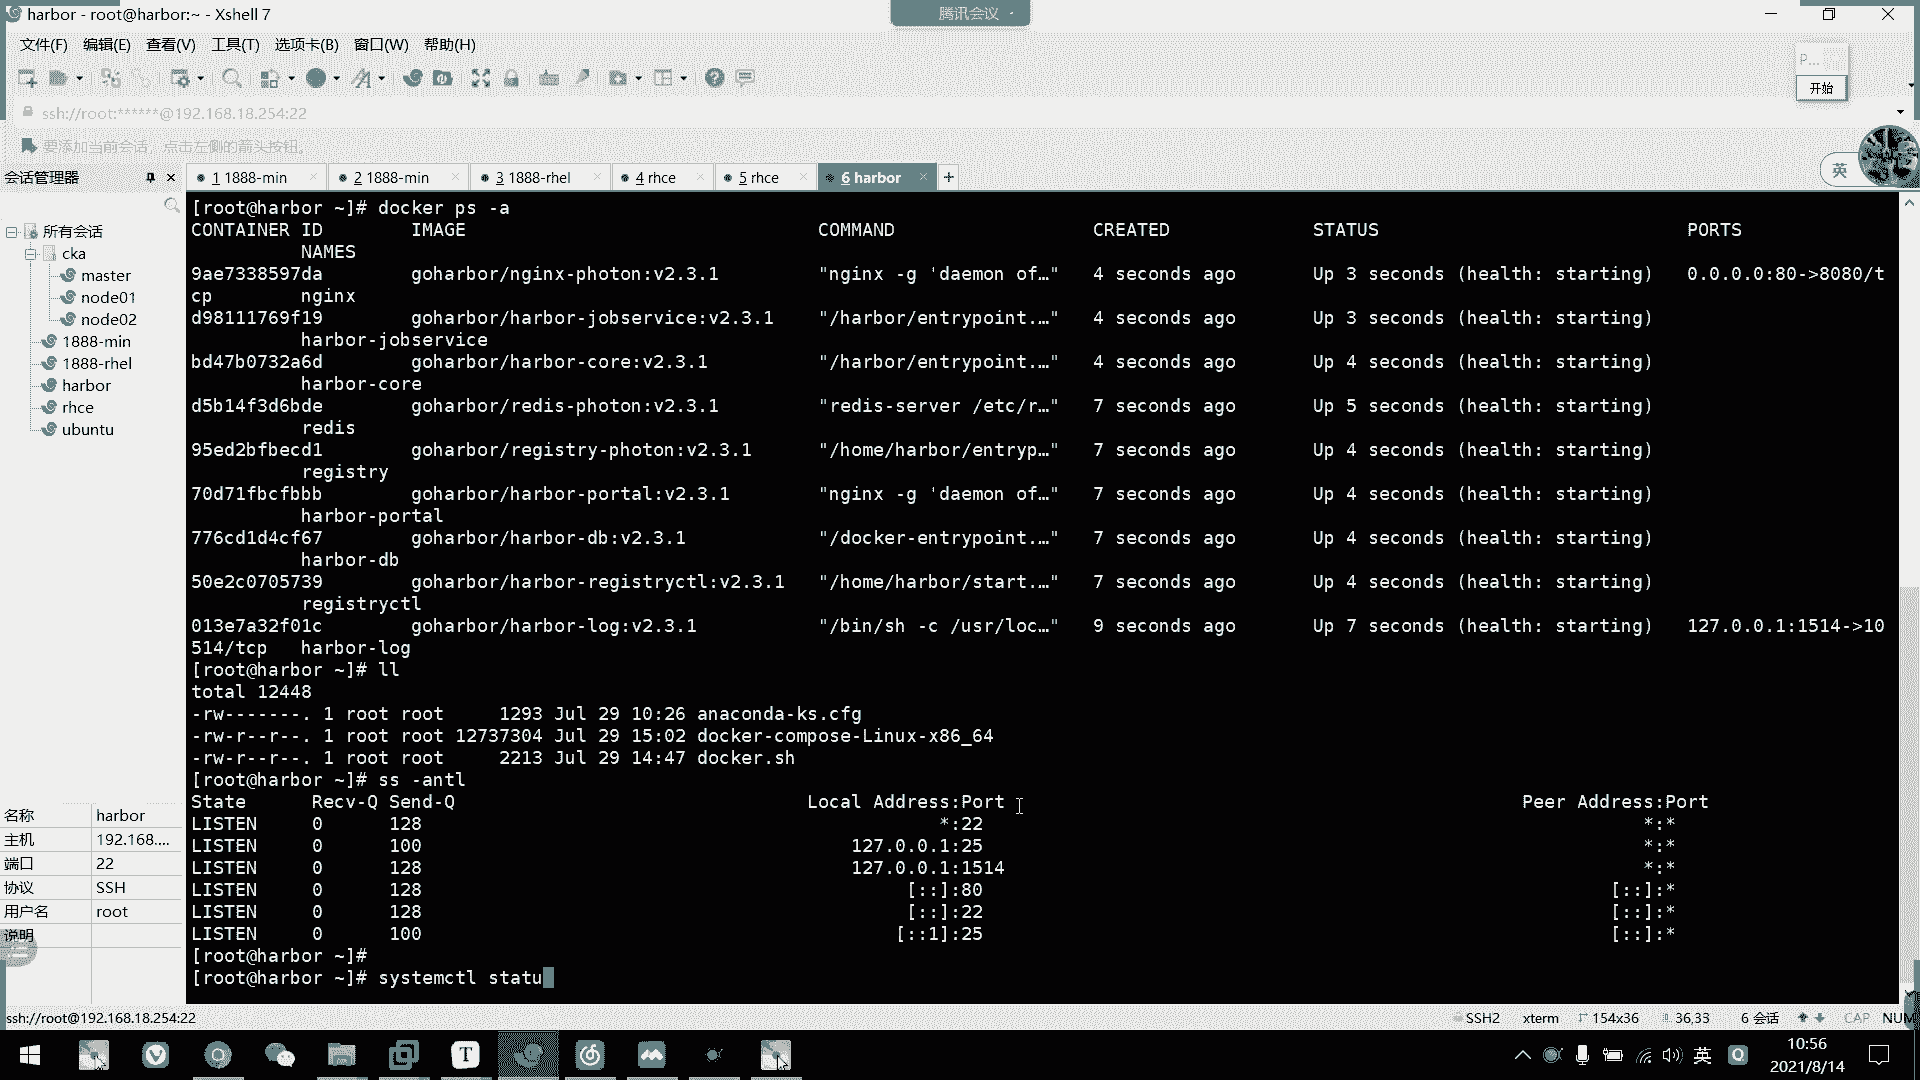 harbor - root@harbor:~ - Xshell 7
腾讯会议
文件(F) 编辑(E) 查看(V) 工具(T) 选项卡(B) 窗口(W) 帮助(H)
P...
开始
ssh://root:******@192.168.18.254:22
要添加当前会话，点击左侧的箭头按钮。
会话管理器
1 1888-min
2 1888-min
3 1888-rhel
4 rhce
5 rhce
6 harbor
英
所有会话
cka
master
node01
node02
1888-min
1888-rhel
harbor
rhce
ubuntu
名称 harbor
主机 192.168....
端口 22
协议 SSH
用户名 root
说明
[root@harbor ~]# docker ps -a
CONTAINER ID IMAGE COMMAND CREATED STATUS PORTS
NAMES
9ae7338597da goharbor/nginx-photon:v2.3.1 "nginx -g 'daemon of…" 4 seconds ago Up 3 seconds (health: starting) 0.0.0.0:80->8080/t
cp nginx
d98111769f19 goharbor/harbor-jobservice:v2.3.1 "/harbor/entrypoint.…" 4 seconds ago Up 3 seconds (health: starting)
harbor-jobservice
bd47b0732a6d goharbor/harbor-core:v2.3.1 "/harbor/entrypoint.…" 4 seconds ago Up 4 seconds (health: starting)
harbor-core
d5b14f3d6bde goharbor/redis-photon:v2.3.1 "redis-server /etc/r…" 7 seconds ago Up 5 seconds (health: starting)
redis
95ed2bfbecd1 goharbor/registry-photon:v2.3.1 "/home/harbor/entryp…" 7 seconds ago Up 4 seconds (health: starting)
registry
70d71fbcfbbb goharbor/harbor-portal:v2.3.1 "nginx -g 'daemon of…" 7 seconds ago Up 4 seconds (health: starting)
harbor-portal
776cd1d4cf67 goharbor/harbor-db:v2.3.1 "/docker-entrypoint.…" 7 seconds ago Up 4 seconds (health: starting)
harbor-db
50e2c0705739 goharbor/harbor-registryctl:v2.3.1 "/home/harbor/start.…" 7 seconds ago Up 4 seconds (health: starting)
registryctl
013e7a32f01c goharbor/harbor-log:v2.3.1 "/bin/sh -c /usr/loc…" 9 seconds ago Up 7 seconds (health: starting) 127.0.0.1:1514->10
514/tcp harbor-log
[root@harbor ~]# ll
total 12448
-rw-------. 1 root root 1293 Jul 29 10:26 anaconda-ks.cfg
-rw-r--r--. 1 root root 12737304 Jul 29 15:02 docker-compose-Linux-x86_64
-rw-r--r--. 1 root root 2213 Jul 29 14:47 docker.sh
[root@harbor ~]# ss -antl
State Recv-Q Send-Q Local Address:Port Peer Address:Port
LISTEN 0 128 *:22 *:*
LISTEN 0 100 127.0.0.1:25 *:*
LISTEN 0 128 127.0.0.1:1514 *:*
LISTEN 0 128 [::]:80 [::]:*
LISTEN 0 128 [::]:22 [::]:*
LISTEN 0 100 [::1]:25 [::]:*
[root@harbor ~]#
[root@harbor ~]# systemctl statu
ssh://root@192.168.18.254:22 SSH2 xterm 154x36 36,33 6 会话 CAP NUM
T
英
Q
10:56
2021/8/14